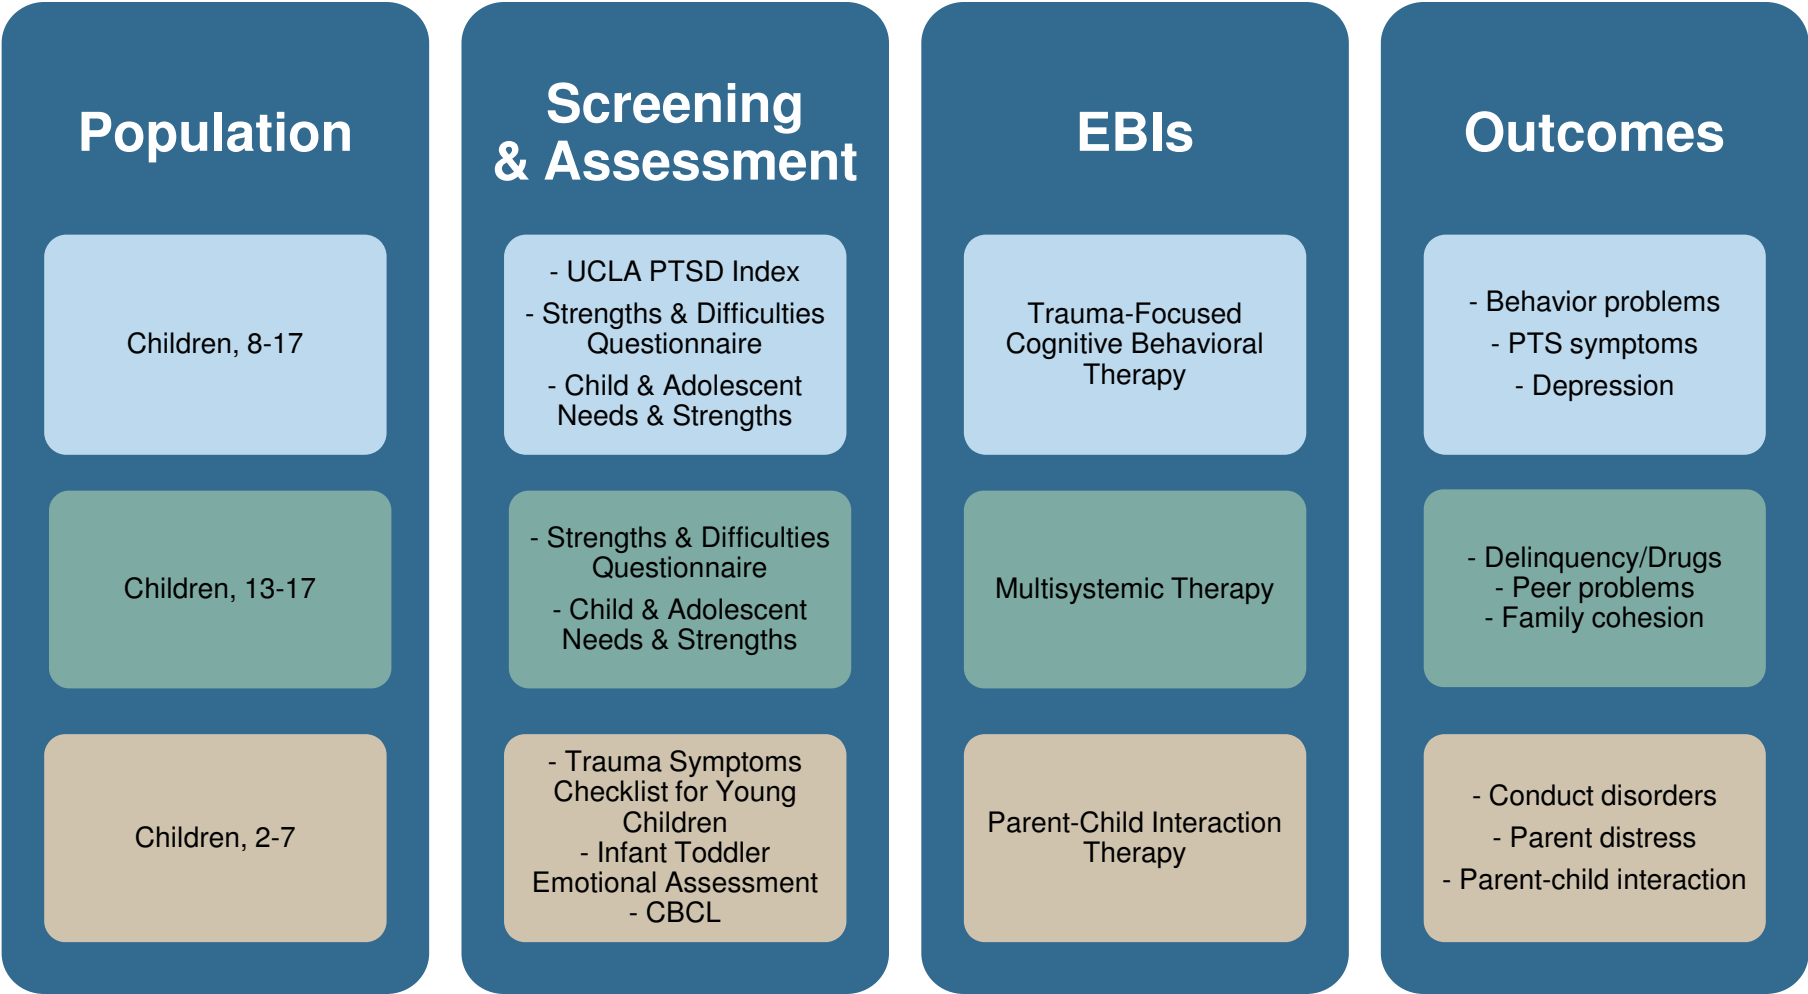 Population
Screening
& Assessment
EBIs
Outcomes
Children, 8-17
- UCLA PTSD Index
- Strengths & Difficulties
Questionnaire
- Child & Adolescent
Needs & Strengths
Trauma-Focused
Cognitive Behavioral
Therapy
- Behavior problems
- PTS symptoms
- Depression
Children, 13-17
- Strengths & Difficulties
Questionnaire
- Child & Adolescent
Needs & Strengths
Multisystemic Therapy
- Delinquency/Drugs
- Peer problems
- Family cohesion
Children, 2-7
- Trauma Symptoms
Checklist for Young
Children
- Infant Toddler
Emotional Assessment
- CBCL
Parent-Child Interaction
Therapy
- Conduct disorders
- Parent distress
- Parent-child interaction